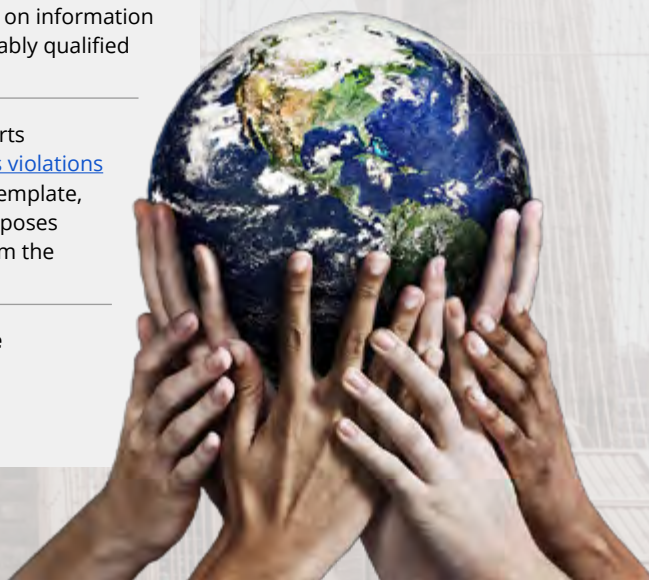 on information
ably qualified
rts
s violations
emplate,
poses
m the
e